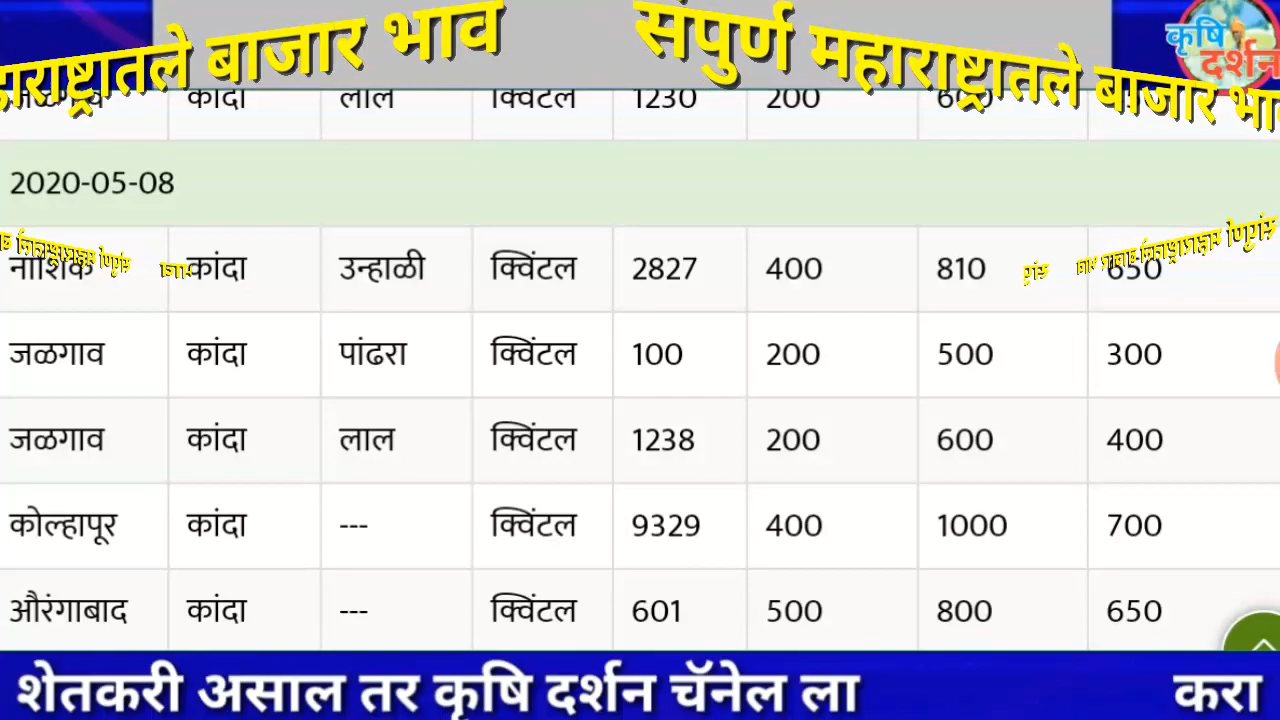 संपुर्ण महाराष्ट्रातले बाजार भाव
कृषि
दर्शन
कांदा लाल क्विंटल 1230 200
2020-05-08
नाशिक कांदा उन्हाळी क्विंटल 2827 400 810 650
जळगाव कांदा पांढरा क्विंटल 100 200 500 300
जळगाव कांदा लाल क्विंटल 1238 200 600 400
कोल्हापूर कांदा --- क्विंटल 9329 400 1000 700
औरंगाबाद कांदा --- क्विंटल 601 500 800 650
शेतकरी असाल तर कृषि दर्शन चॅनेल ला करा